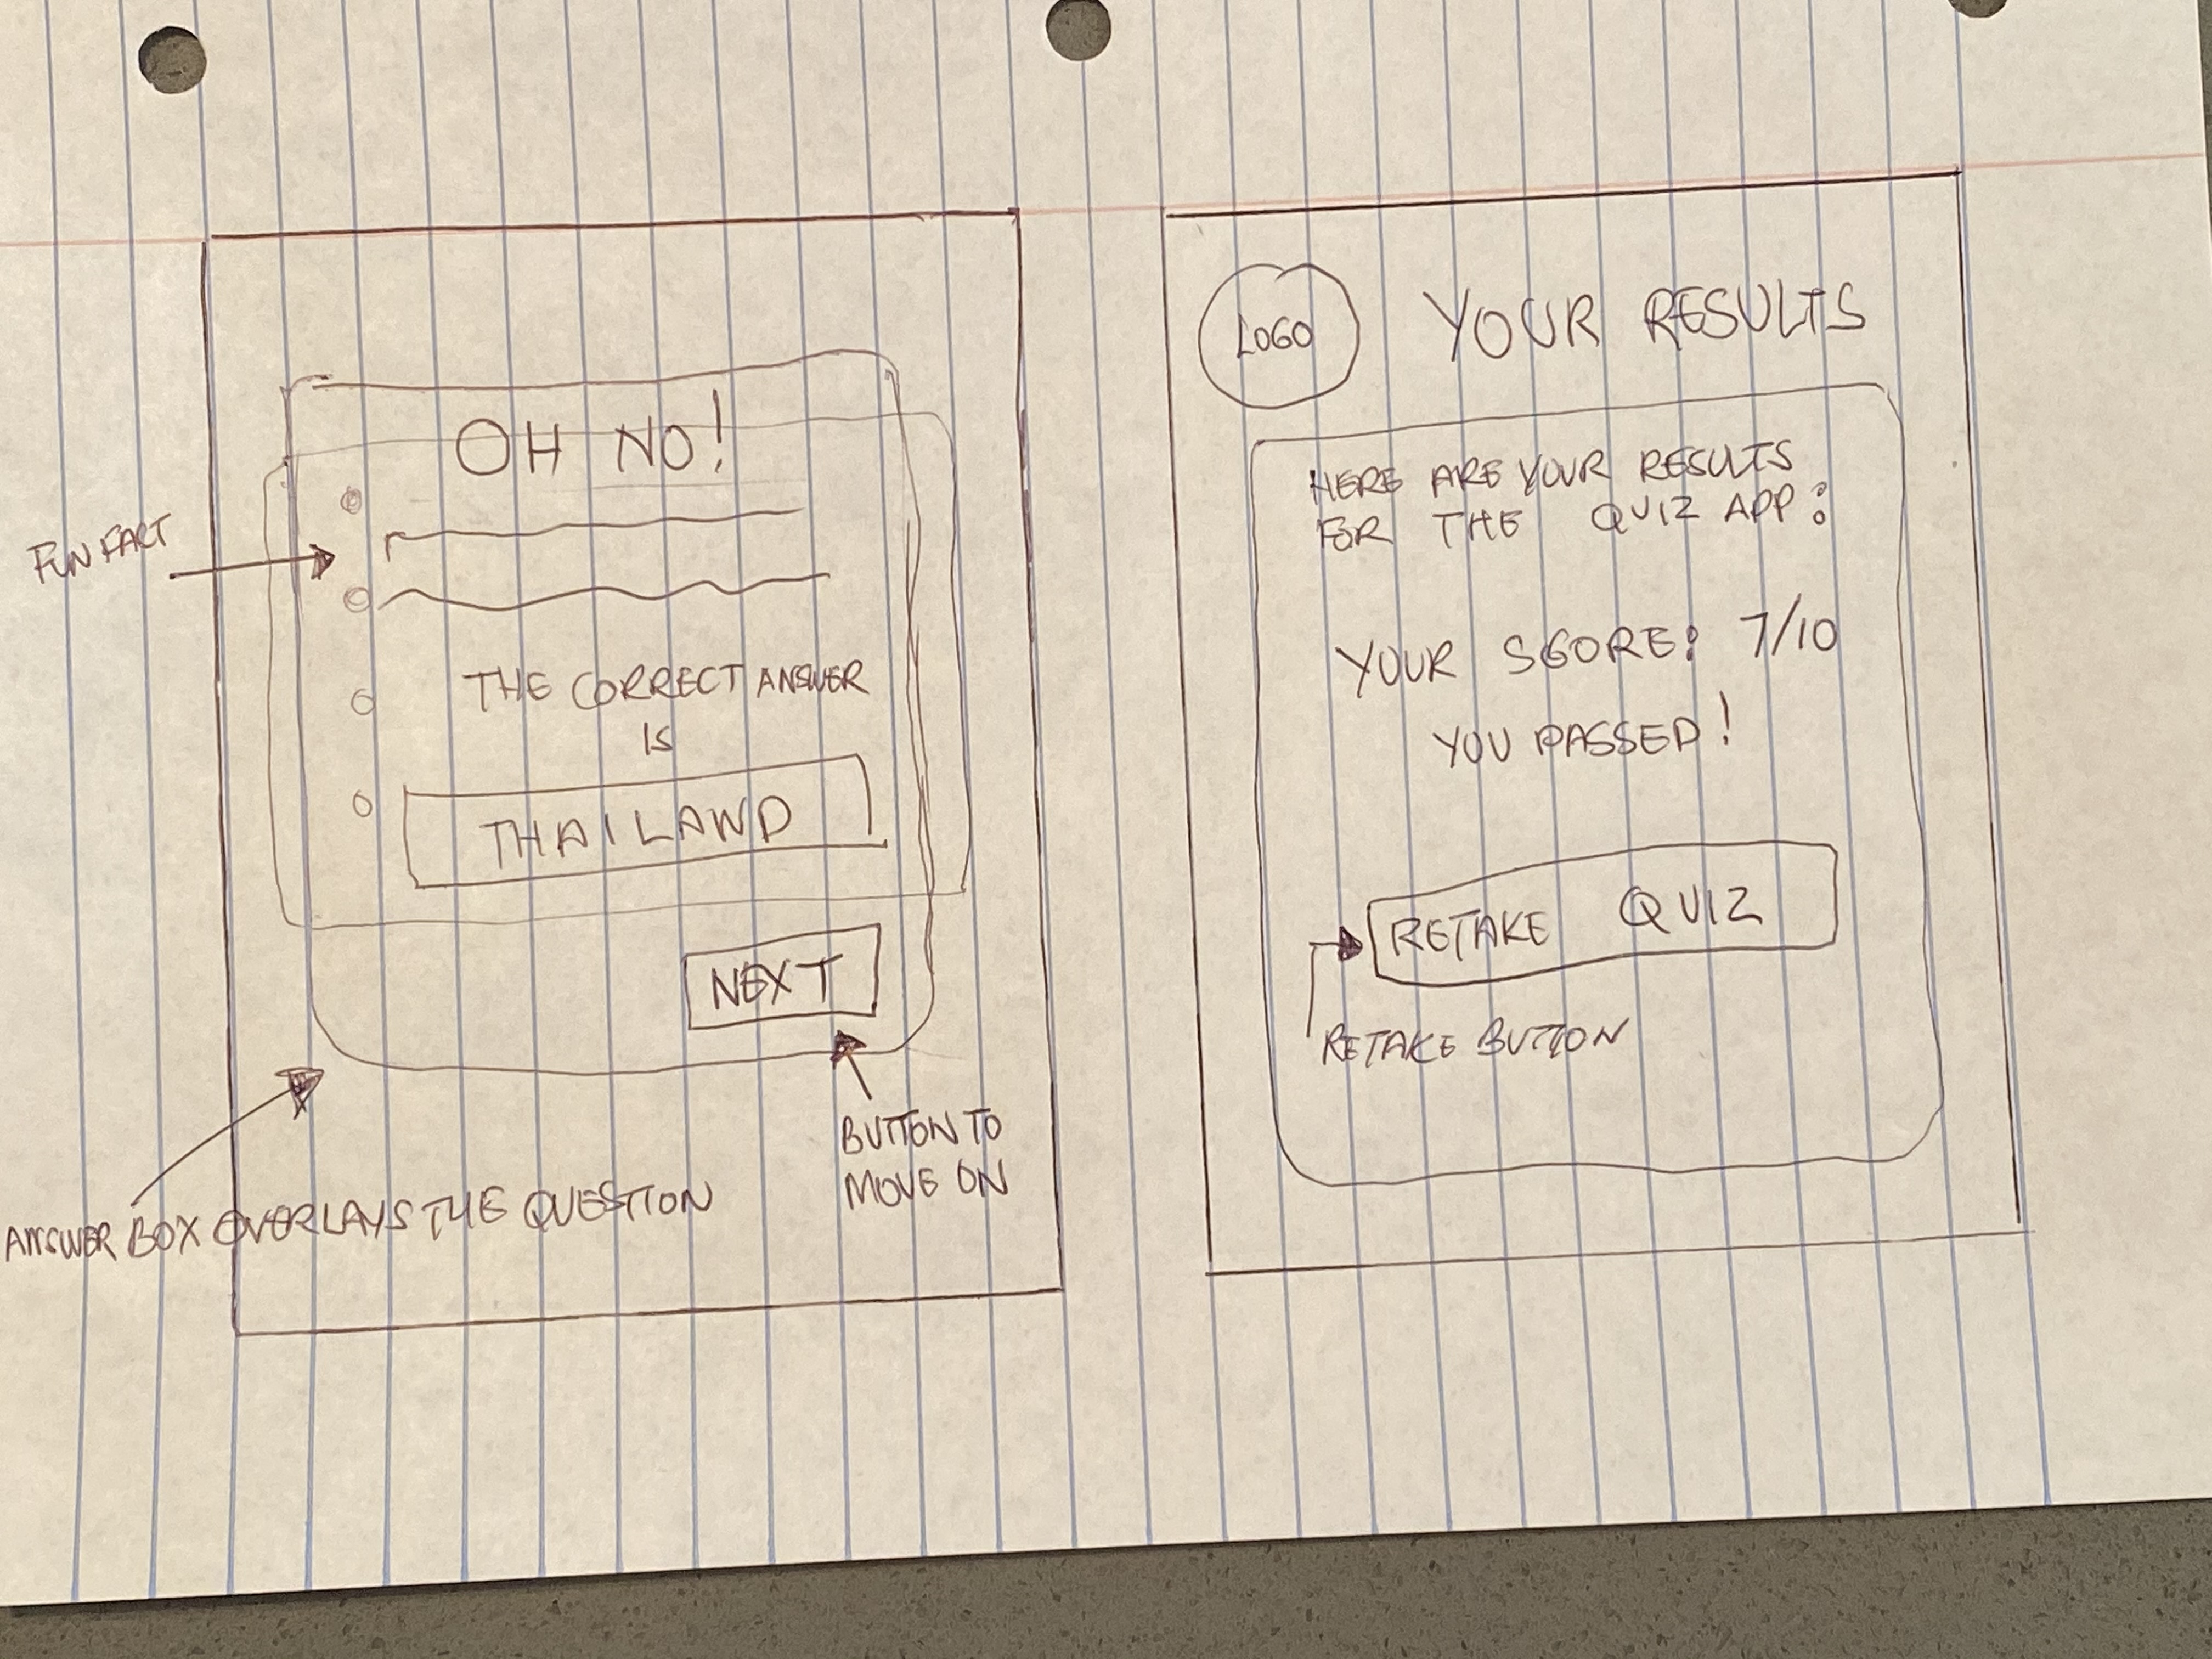 OH NO!
FUN FACT
THE CORRECT ANSWER
IS
THAILAND
NEXT
BUTTON TO
MOVE ON
ANSWER BOX OVERLAYS THE QUESTION
LOGO
YOUR RESULTS
HERE ARE YOUR RESULTS
FOR THE QUIZ APP:
YOUR SCORE: 7/10
YOU PASSED!
RETAKE QUIZ
RETAKE BUTTON